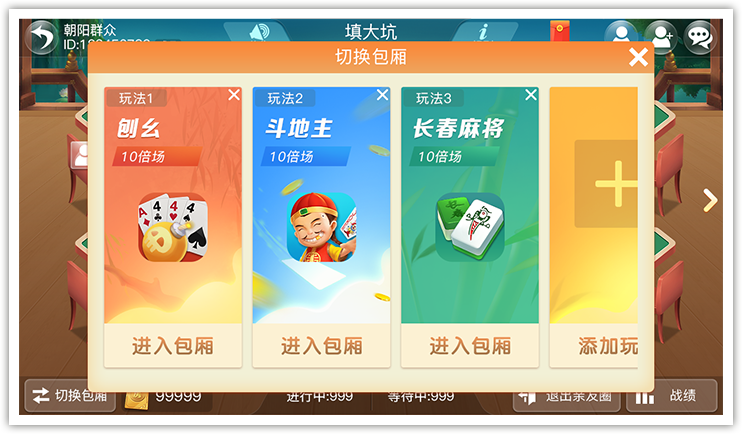 朝阳群众
填大坑
切换包厢
玩法1
刨幺
10倍场
进入包厢
玩法2
斗地主
10倍场
进入包厢
玩法3
长春麻将
10倍场
进入包厢
添加玩
切换包厢
99999
进行中:999
等待中:999
退出亲友圈
战绩